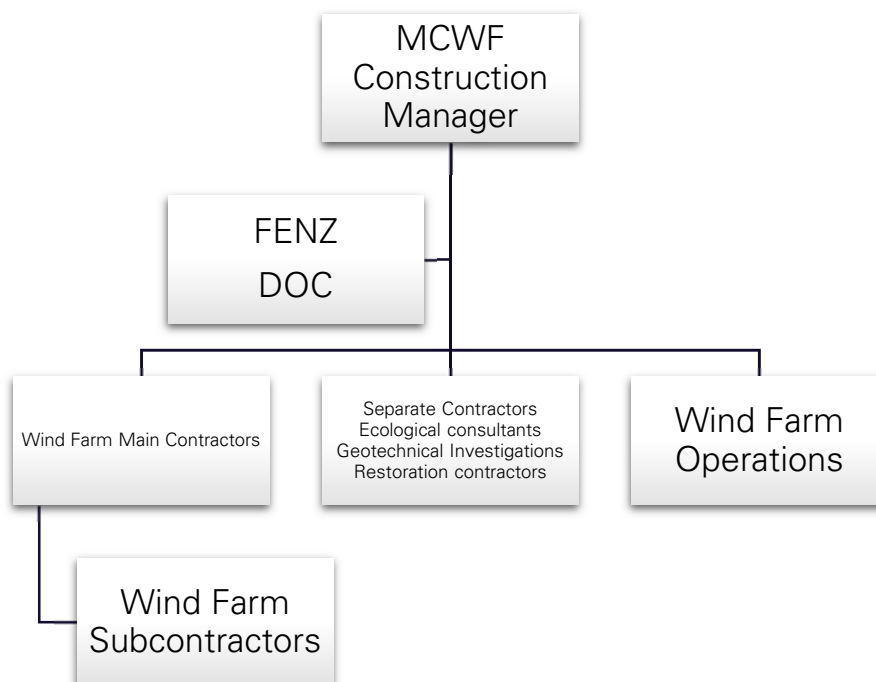 MCWF
Construction
Manager
FENZ
DOC
Wind Farm Main Contractors
Separate Contractors
Ecological consultants
Geotechnical Investigations
Restoration contractors
Wind Farm
Operations
Wind Farm
Subcontractors